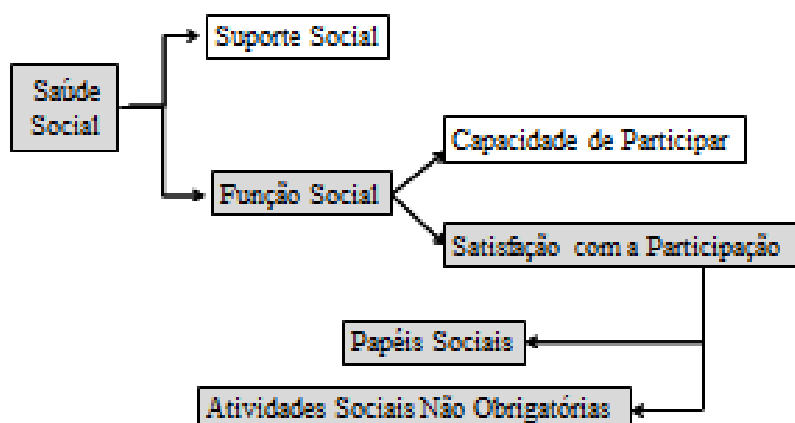 Suporte Social
Saúde
Social
Capacidade de Participar
Função Social
Satisfação com a Participação
Papéis Sociais
Atividades Sociais Não Obrigatórias